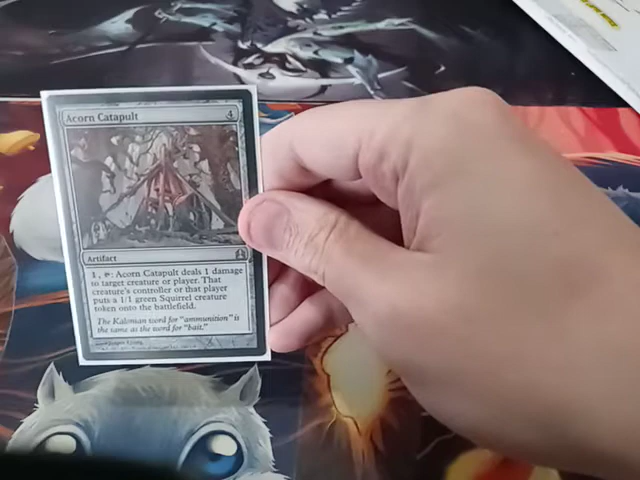 Acorn Catapult 4
Artifact
1, : Acorn Catapult deals 1 damage
to target creature or player. That
creature's controller or that player
puts a 1/1 green Squirrel creature
token onto the battlefield.
The Kaloman word for "ammunition" is
the same as the word for "bait."